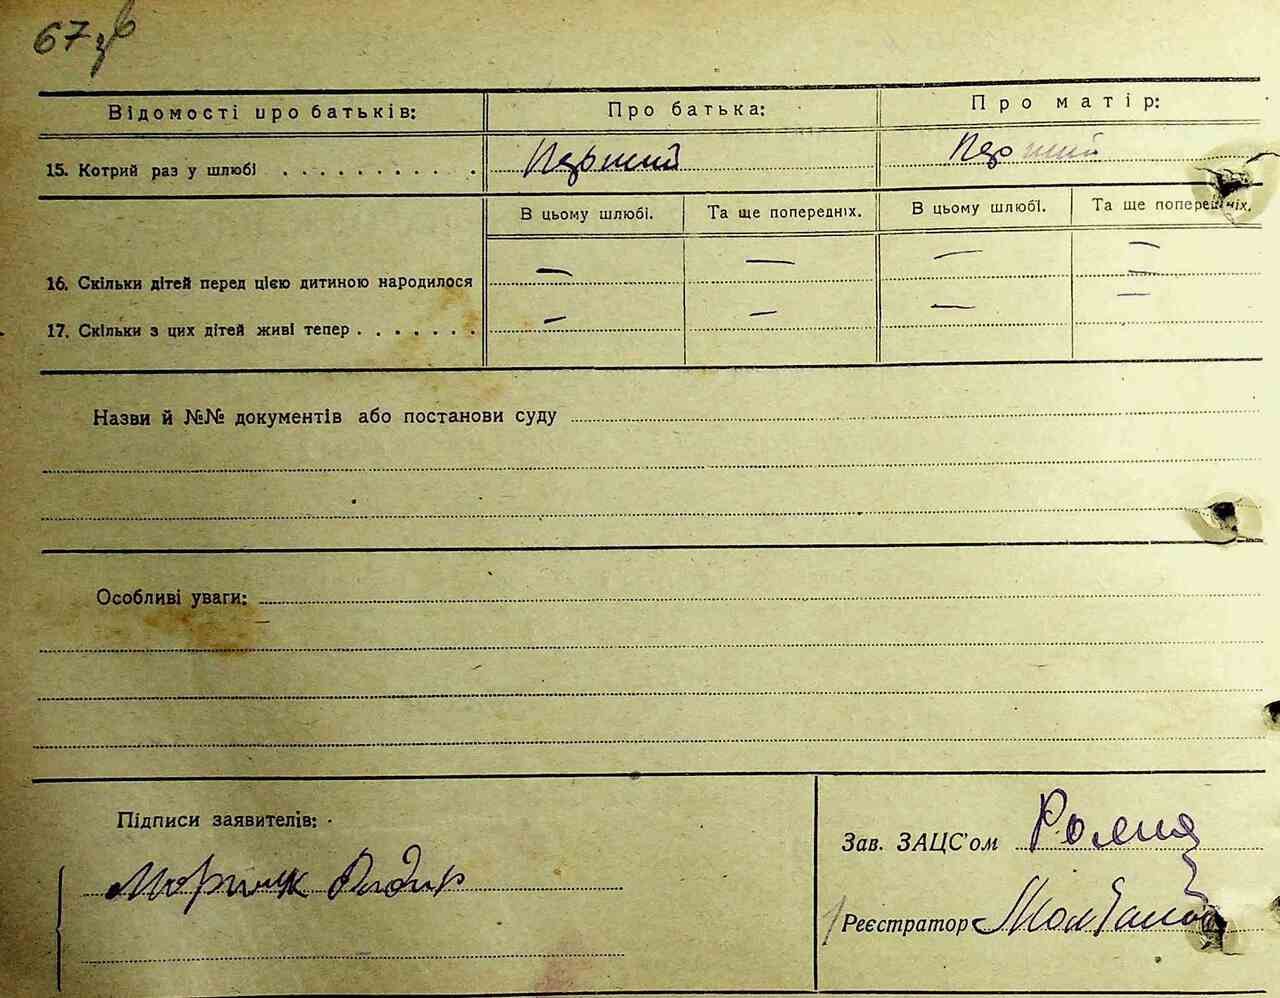 67 зв
Відомості про батьків: Про батька: Про матір:
15. Котрий раз у шлюбі . . . . . . . . . . Перший Перший
В цьому шлюбі. Та ще попередніх. В цьому шлюбі. Та ще попередніх.
16. Скільки дітей перед цією дитиною народилося — — — —
17. Скільки з цих дітей живі тепер . . . . . . . — — — —
Назви й №№ документів або постанови суду
Особливі уваги:
Підписи заявителів:
Зав. ЗАЦС'ом
Реєстратор